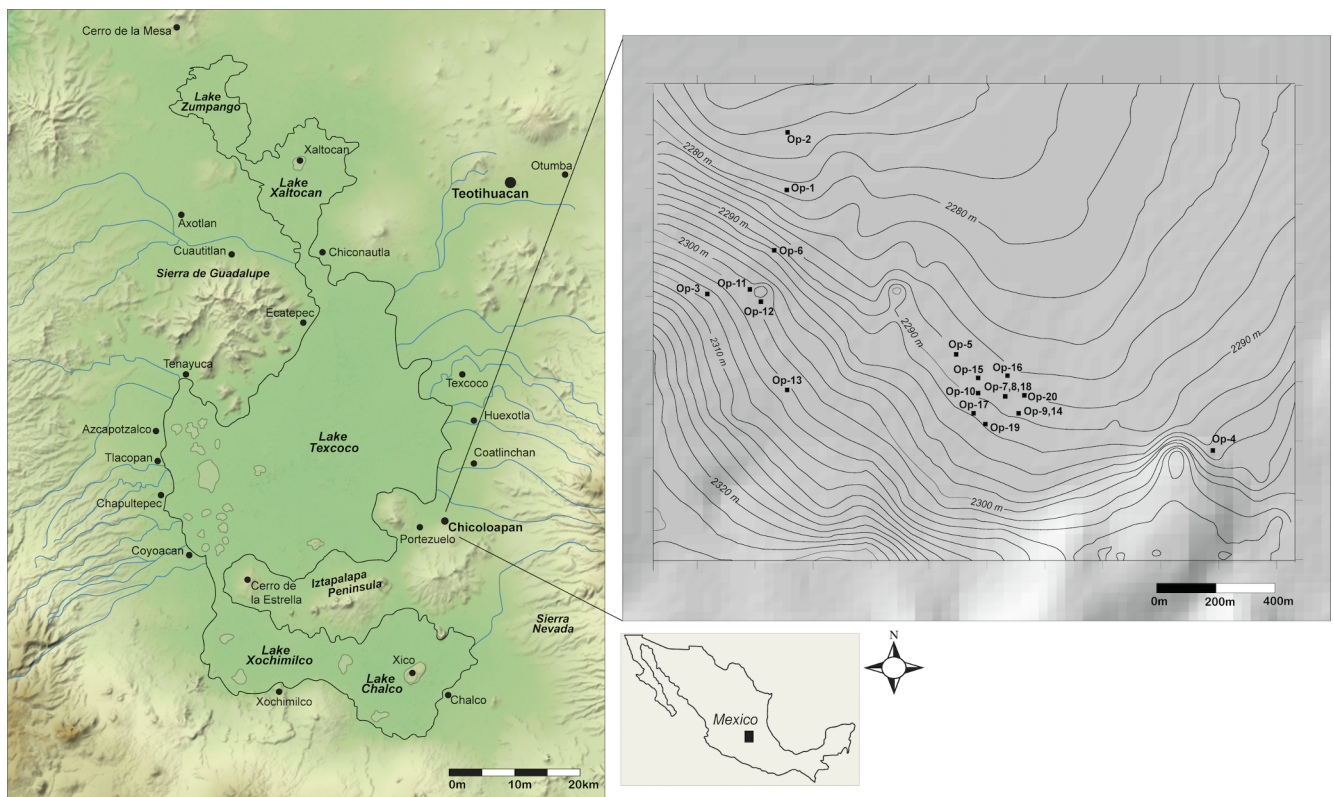 Cerro de la Mesa
Lake
Zumpango
Xaltocan
Lake
Xaltocan
Otumba
Teotihuacan
Axotlan
Cuautitlan
Chiconautla
Sierra de Guadalupe
Ecatepec
Tenayuca
Texcoco
Huexotla
Azcapotzalco
Lake
Texcoco
Tlacopan
Coatlinchan
Chapultepec
Chicoloapan
Portezuelo
Coyoacan
Cerro de
la Estrella
Iztapalapa
Peninsula
Sierra
Nevada
Lake
Xochimilco
Xico
Lake
Chalco
Xochimilco
Chalco
0m 10m 20km
Op-2
2280 m
Op-1
2280 m
2290 m
Op-6
2300 m
Op-11
Op-3
Op-12
2290 m
2290 m
Op-5
2310 m
Op-16
Op-15
Op-13
Op-7,8,18
Op-10
Op-20
Op-17
Op-9,14
Op-19
Op-4
2320 m
2300 m
0m 200m 400m
Mexico
N